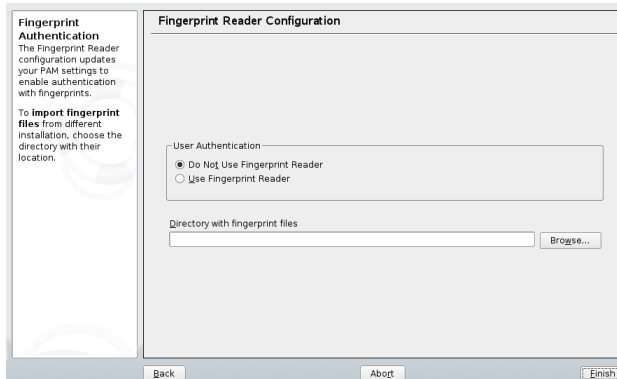 Fingerprint
Authentication
The Fingerprint Reader
configuration updates
your PAM settings to
enable authentication
with fingerprints.
To import fingerprint
files from different
installation, choose the
directory with their
location.
Fingerprint Reader Configuration
User Authentication
Do Not Use Fingerprint Reader
Use Fingerprint Reader
Directory with fingerprint files
Browse...
Back
Abort
Finish